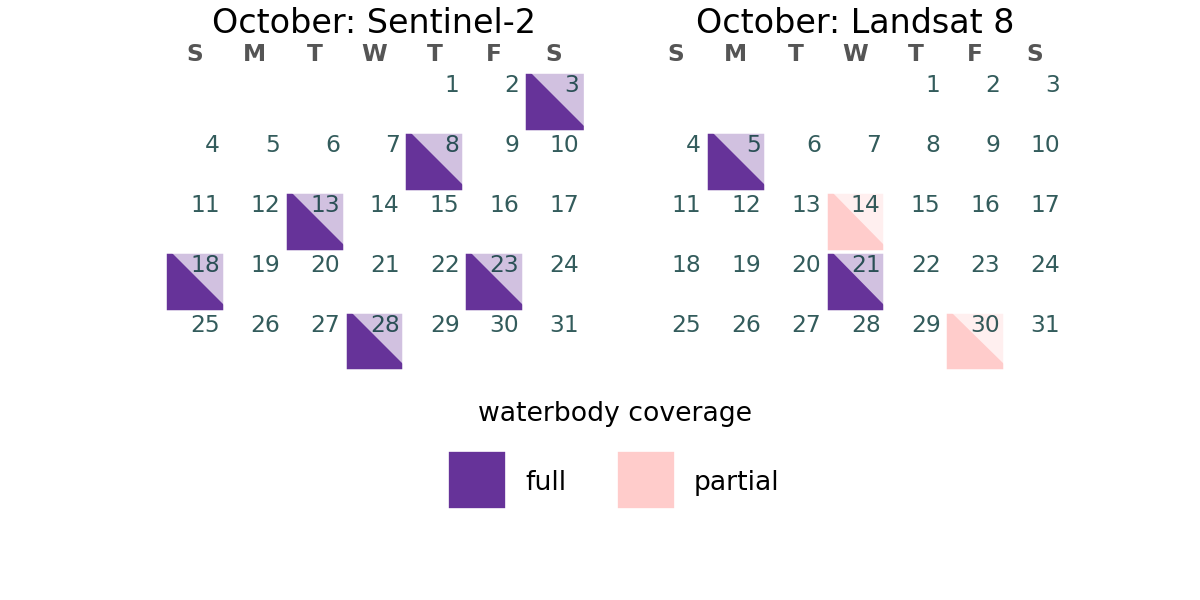 October: Sentinel-2
S M T W T F S
1 2 3
4 5 6 7 8 9 10
11 12 13 14 15 16 17
18 19 20 21 22 23 24
25 26 27 28 29 30 31
October: Landsat 8
S M T W T F S
1 2 3
4 5 6 7 8 9 10
11 12 13 14 15 16 17
18 19 20 21 22 23 24
25 26 27 28 29 30 31
waterbody coverage
full
partial